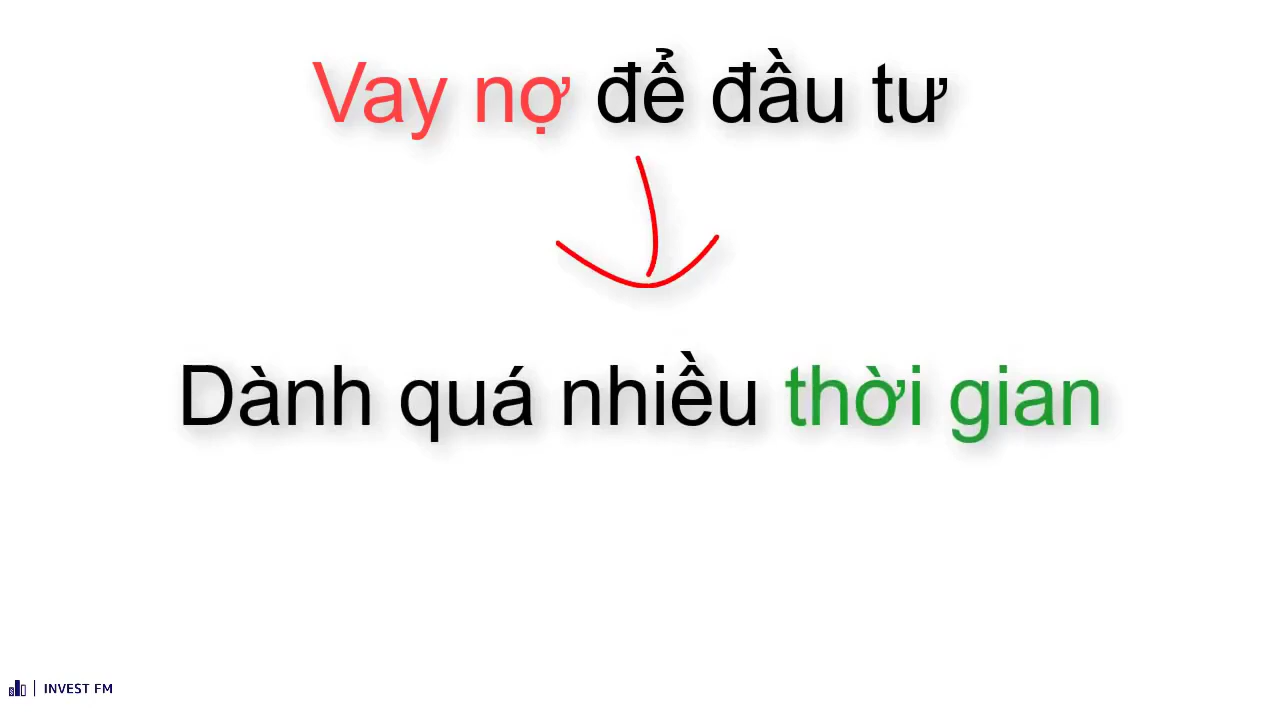 Vay nợ để đầu tư
Dành quá nhiều thời gian
INVEST FM